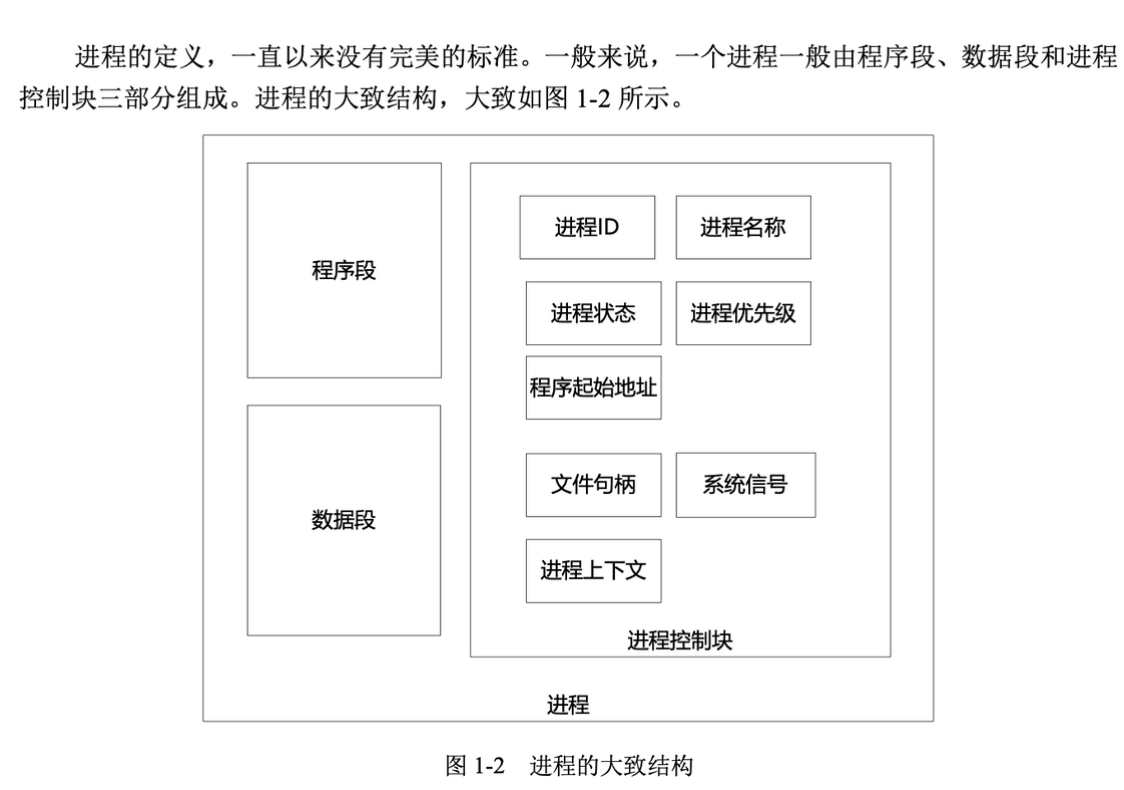 进程的定义，一直以来没有完美的标准。一般来说，一个进程一般由程序段、数据段和进程
控制块三部分组成。进程的大致结构，大致如图 1-2 所示。
程序段
数据段
进程ID
进程名称
进程状态
进程优先级
程序起始地址
文件句柄
系统信号
进程上下文
进程控制块
进程
图 1-2 进程的大致结构